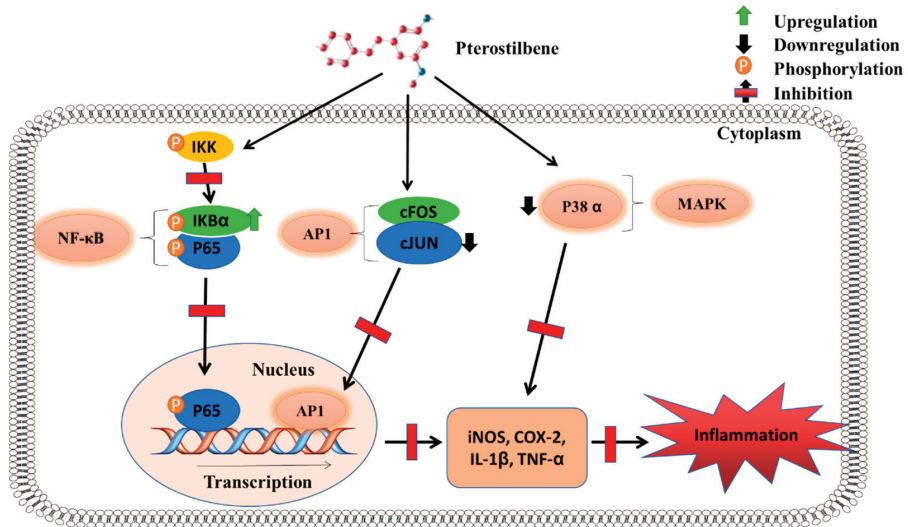 Pterostilbene
Upregulation
Downregulation
P Phosphorylation
Inhibition
Cytoplasm
P IKK
P IKBα
P P65
NF-κB
AP1
cFOS
cJUN
P38 α
MAPK
Nucleus
P P65
AP1
Transcription
iNOS, COX-2,
IL-1β, TNF-α
Inflammation